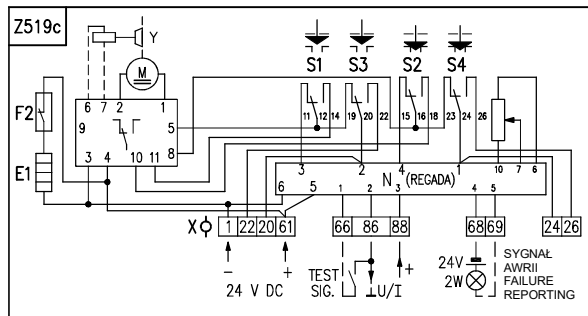 Z519c
Y
M
S1 S3 S2 S4
F2
E1
6 7 2 1
9 5
8
3 4 10 11
11 12 14 19 20 22 15 16 18 23 24 26
3 2 4 1 10 7 6
N (REGADA)
6 5 1 2 3 4 5
X 1 22 20 61 66 86 88 68 69 24 26
− +
24 V DC
TEST
SIG.
U/I +
24V
2W
SYGNAŁ
AWRII
FAILURE
REPORTING